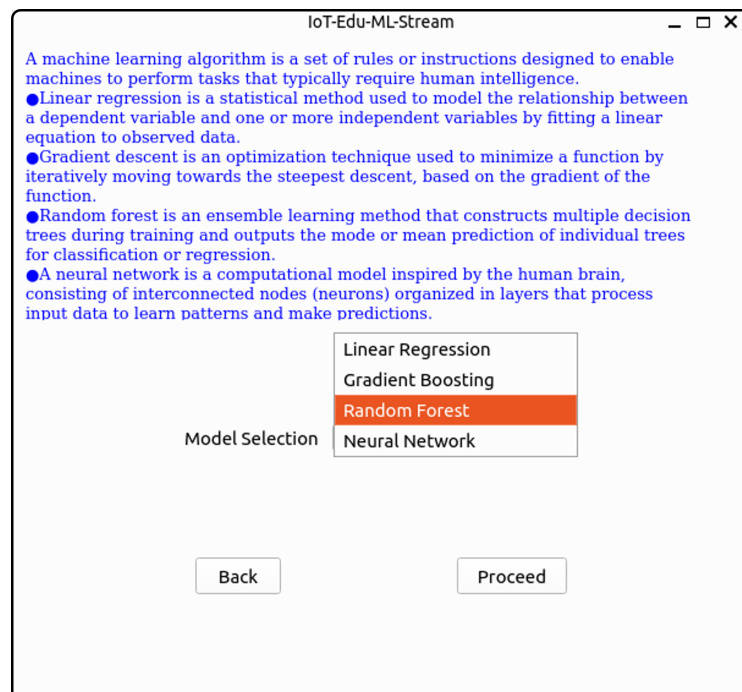 IoT-Edu-ML-Stream
A machine learning algorithm is a set of rules or instructions designed to enable
machines to perform tasks that typically require human intelligence.
●Linear regression is a statistical method used to model the relationship between
a dependent variable and one or more independent variables by fitting a linear
equation to observed data.
●Gradient descent is an optimization technique used to minimize a function by
iteratively moving towards the steepest descent, based on the gradient of the
function.
●Random forest is an ensemble learning method that constructs multiple decision
trees during training and outputs the mode or mean prediction of individual trees
for classification or regression.
●A neural network is a computational model inspired by the human brain,
consisting of interconnected nodes (neurons) organized in layers that process
input data to learn patterns and make predictions.
Linear Regression
Gradient Boosting
Random Forest
Model Selection
Neural Network
Back
Proceed